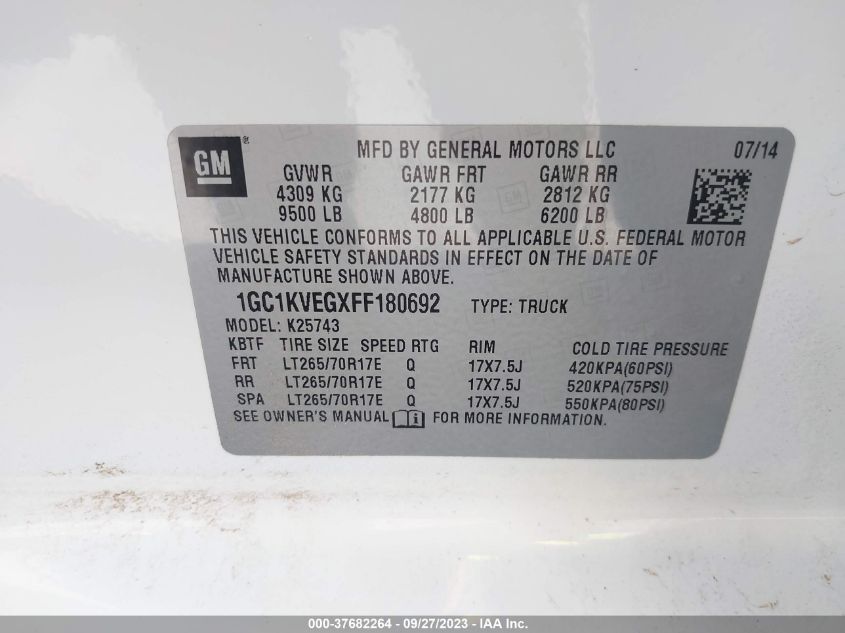 GM
MFD BY GENERAL MOTORS LLC 07/14
GVWR GAWR FRT GAWR RR
4309 KG 2177 KG 2812 KG
9500 LB 4800 LB 6200 LB
THIS VEHICLE CONFORMS TO ALL APPLICABLE U.S. FEDERAL MOTOR
VEHICLE SAFETY STANDARDS IN EFFECT ON THE DATE OF
MANUFACTURE SHOWN ABOVE.
1GC1KVEGXFF180692 TYPE: TRUCK
MODEL: K25743
KBTF TIRE SIZE SPEED RTG RIM COLD TIRE PRESSURE
FRT LT265/70R17E Q 17X7.5J 420KPA(60PSI)
RR LT265/70R17E Q 17X7.5J 520KPA(75PSI)
SPA LT265/70R17E Q 17X7.5J 550KPA(80PSI)
SEE OWNER'S MANUAL FOR MORE INFORMATION.
000-37682264 - 09/27/2023 - IAA Inc.